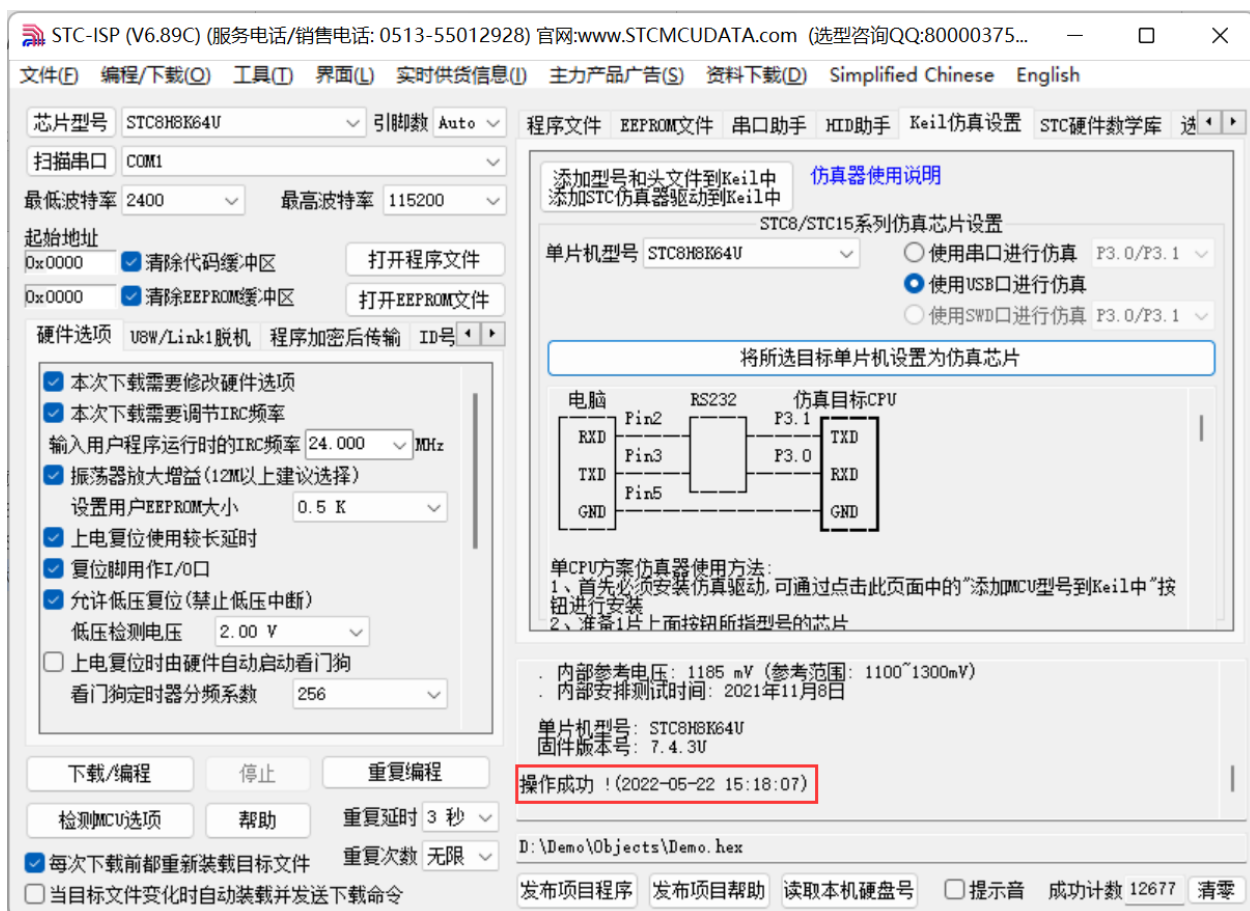 STC-ISP (V6.89C) (服务电话/销售电话: 0513-55012928) 官网:www.STCMCUDATA.com (选型咨询QQ:80000375...
文件(F) 编程/下载(O) 工具(T) 界面(L) 实时供货信息(I) 主力产品广告(S) 资料下载(D) Simplified Chinese English
芯片型号 STC8H8K64U 引脚数 Auto
扫描串口 COM1
最低波特率 2400 最高波特率 115200
起始地址
0x0000 清除代码缓冲区 打开程序文件
0x0000 清除EEPROM缓冲区 打开EEPROM文件
硬件选项 U8W/Link1脱机 程序加密后传输 ID号
本次下载需要修改硬件选项
本次下载需要调节IRC频率
输入用户程序运行时的IRC频率 24.000 MHz
振荡器放大增益(12M以上建议选择)
设置用户EEPROM大小 0.5 K
上电复位使用较长延时
复位脚用作I/O口
允许低压复位(禁止低压中断)
低压检测电压 2.00 V
上电复位时由硬件自动启动看门狗
看门狗定时器分频系数 256
下载/编程 停止 重复编程
检测MCU选项 帮助 重复延时 3 秒
每次下载前都重新装载目标文件 重复次数 无限
当目标文件变化时自动装载并发送下载命令
程序文件 EEPROM文件 串口助手 HID助手 Keil仿真设置 STC硬件数学库 选
添加型号和头文件到Keil中
添加STC仿真器驱动到Keil中
仿真器使用说明
STC8/STC15系列仿真芯片设置
单片机型号 STC8H8K64U 使用串口进行仿真 P3.0/P3.1
使用USB口进行仿真
使用SWD口进行仿真 P3.0/P3.1
将所选目标单片机设置为仿真芯片
电脑 RS232 仿真目标CPU
Pin2 P3.1
RXD TXD
Pin3 P3.0
TXD RXD
Pin5
GND GND
单CPU方案仿真器使用方法:
1、首先必须安装仿真驱动,可通过点击此页面中的"添加MCU型号到Keil中"按
钮进行安装
2、准备1片上面按钮所指型号的芯片
. 内部参考电压: 1185 mV (参考范围: 1100~1300mV)
. 内部安排测试时间: 2021年11月8日
单片机型号: STC8H8K64U
固件版本号: 7.4.3U
操作成功 !(2022-05-22 15:18:07)
D:\Demo\Objects\Demo.hex
发布项目程序 发布项目帮助 读取本机硬盘号 提示音 成功计数 12677 清零